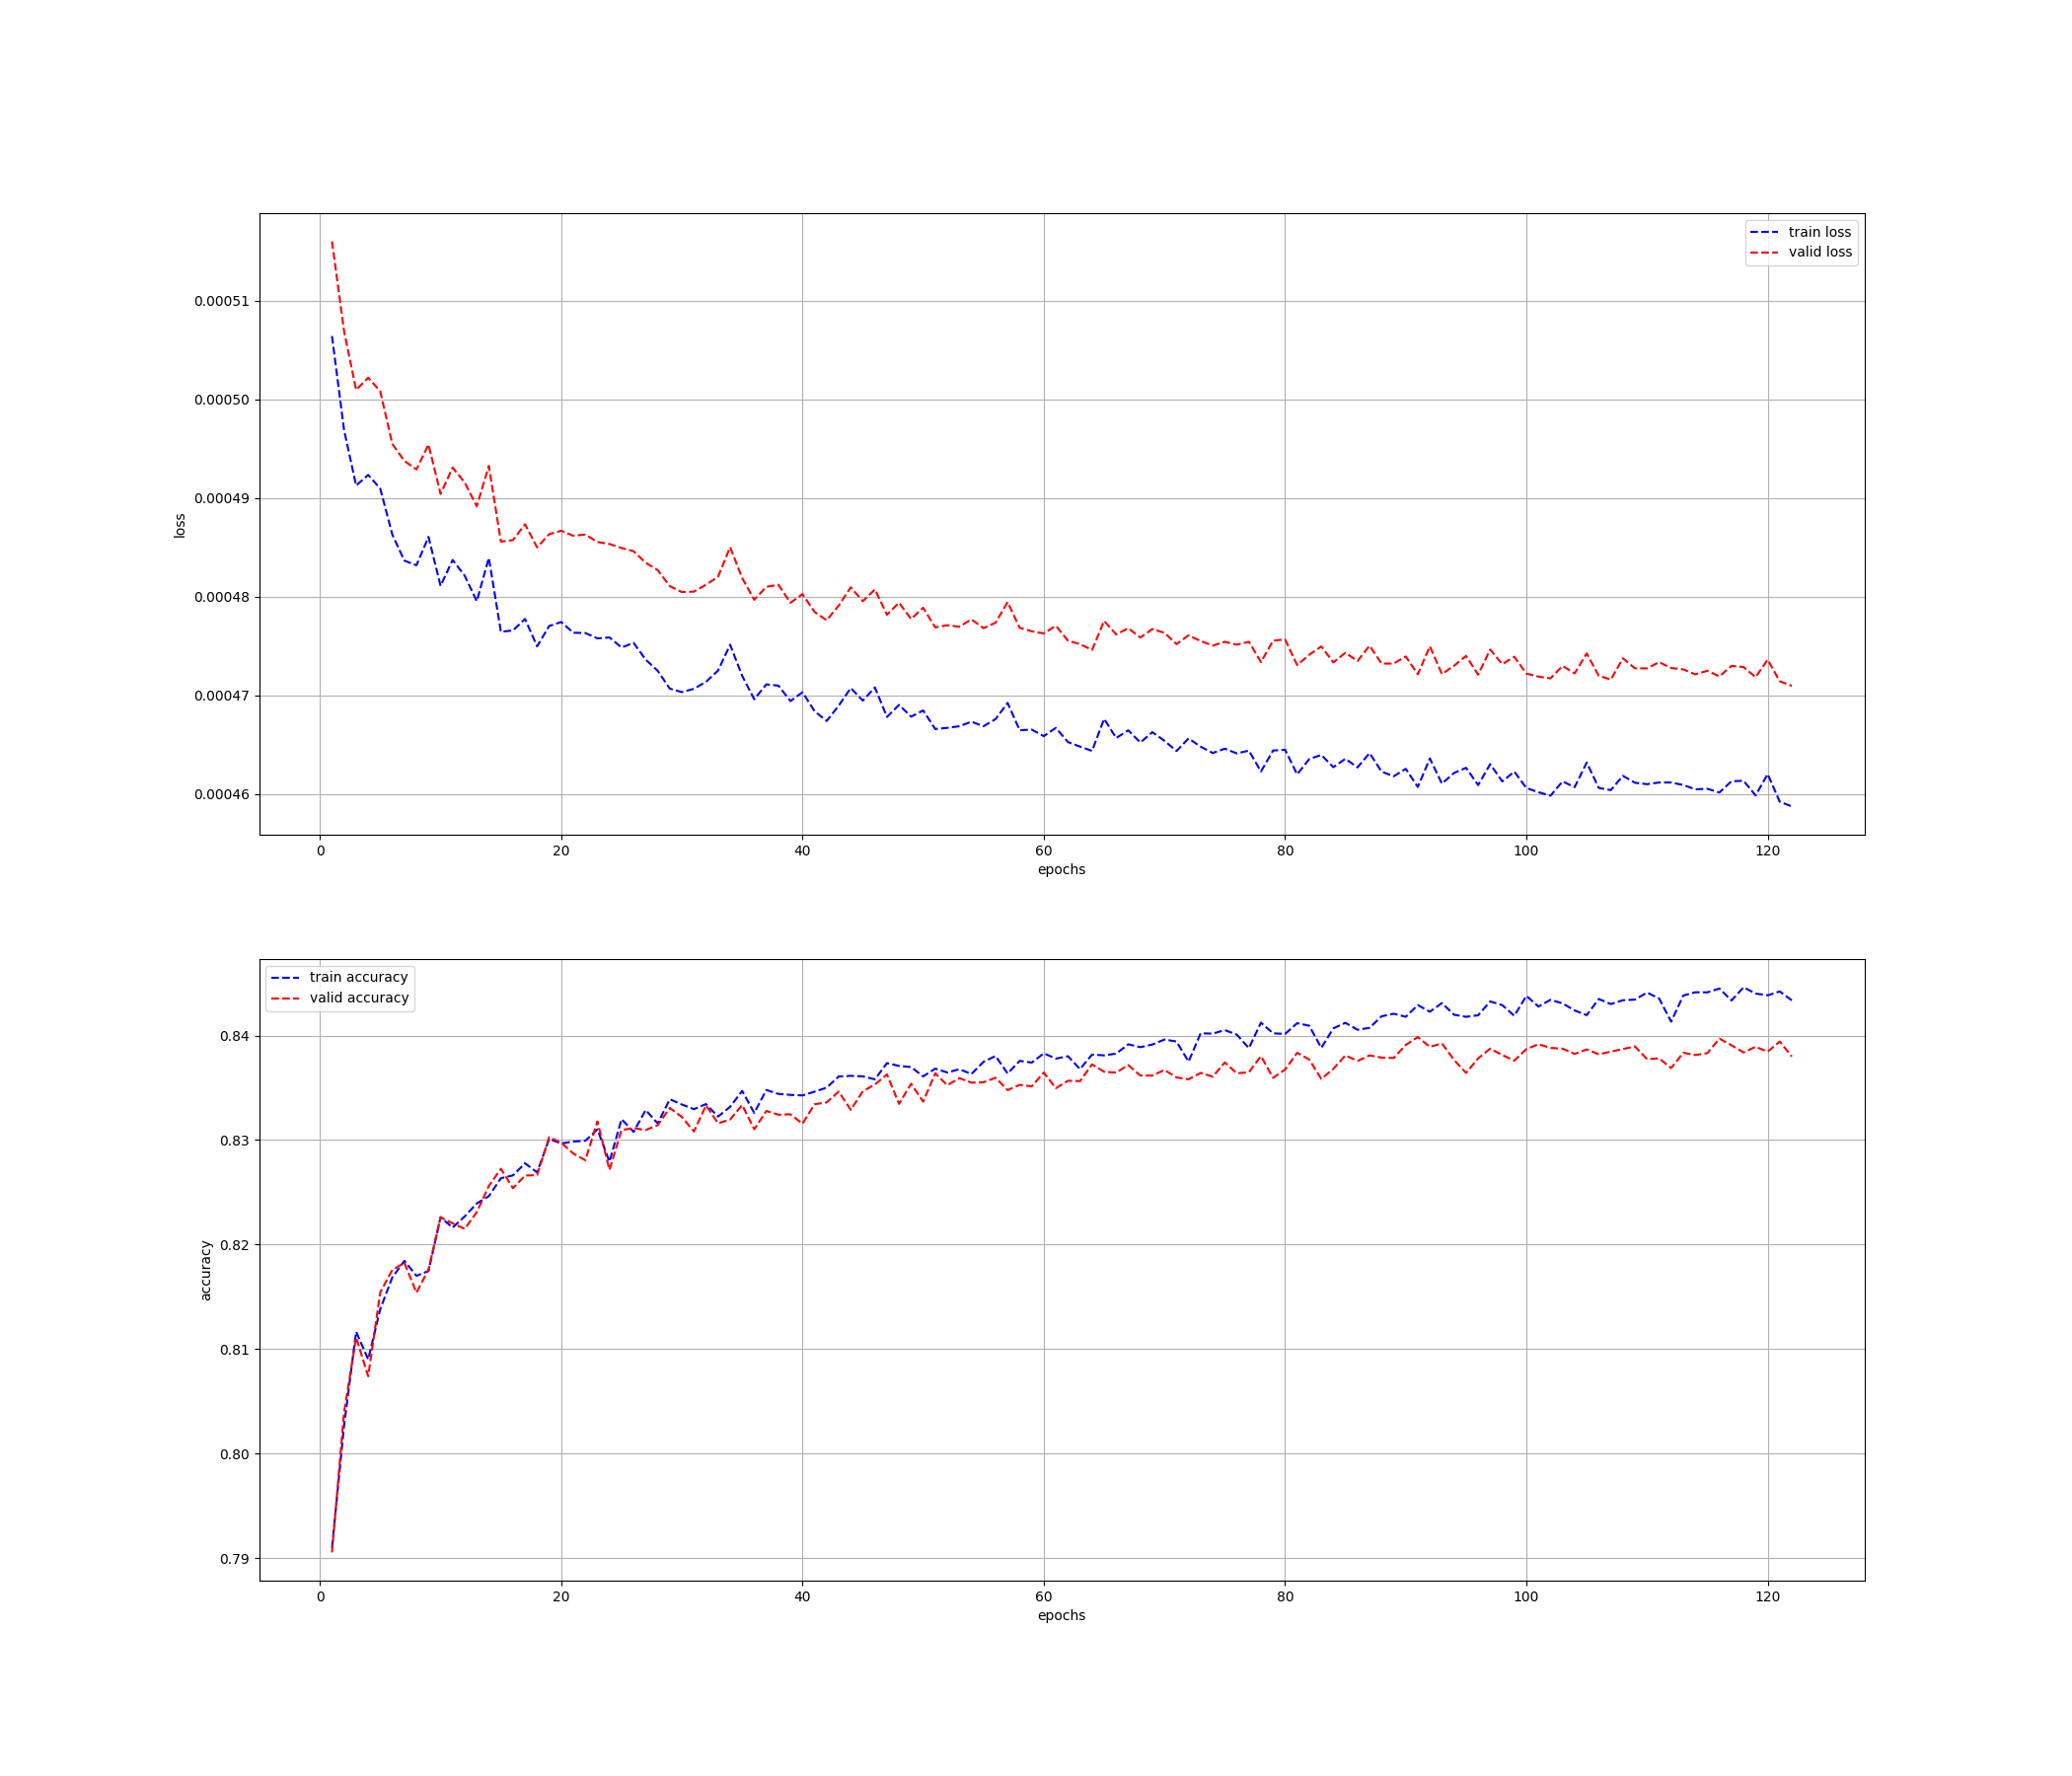 train loss
valid loss
0.00051
0.00050
0.00049
0.00048
0.00047
0.00046
loss
0 20 40 60 80 100 120
epochs
train accuracy
valid accuracy
0.84
0.83
0.82
0.81
0.80
0.79
accuracy
0 20 40 60 80 100 120
epochs